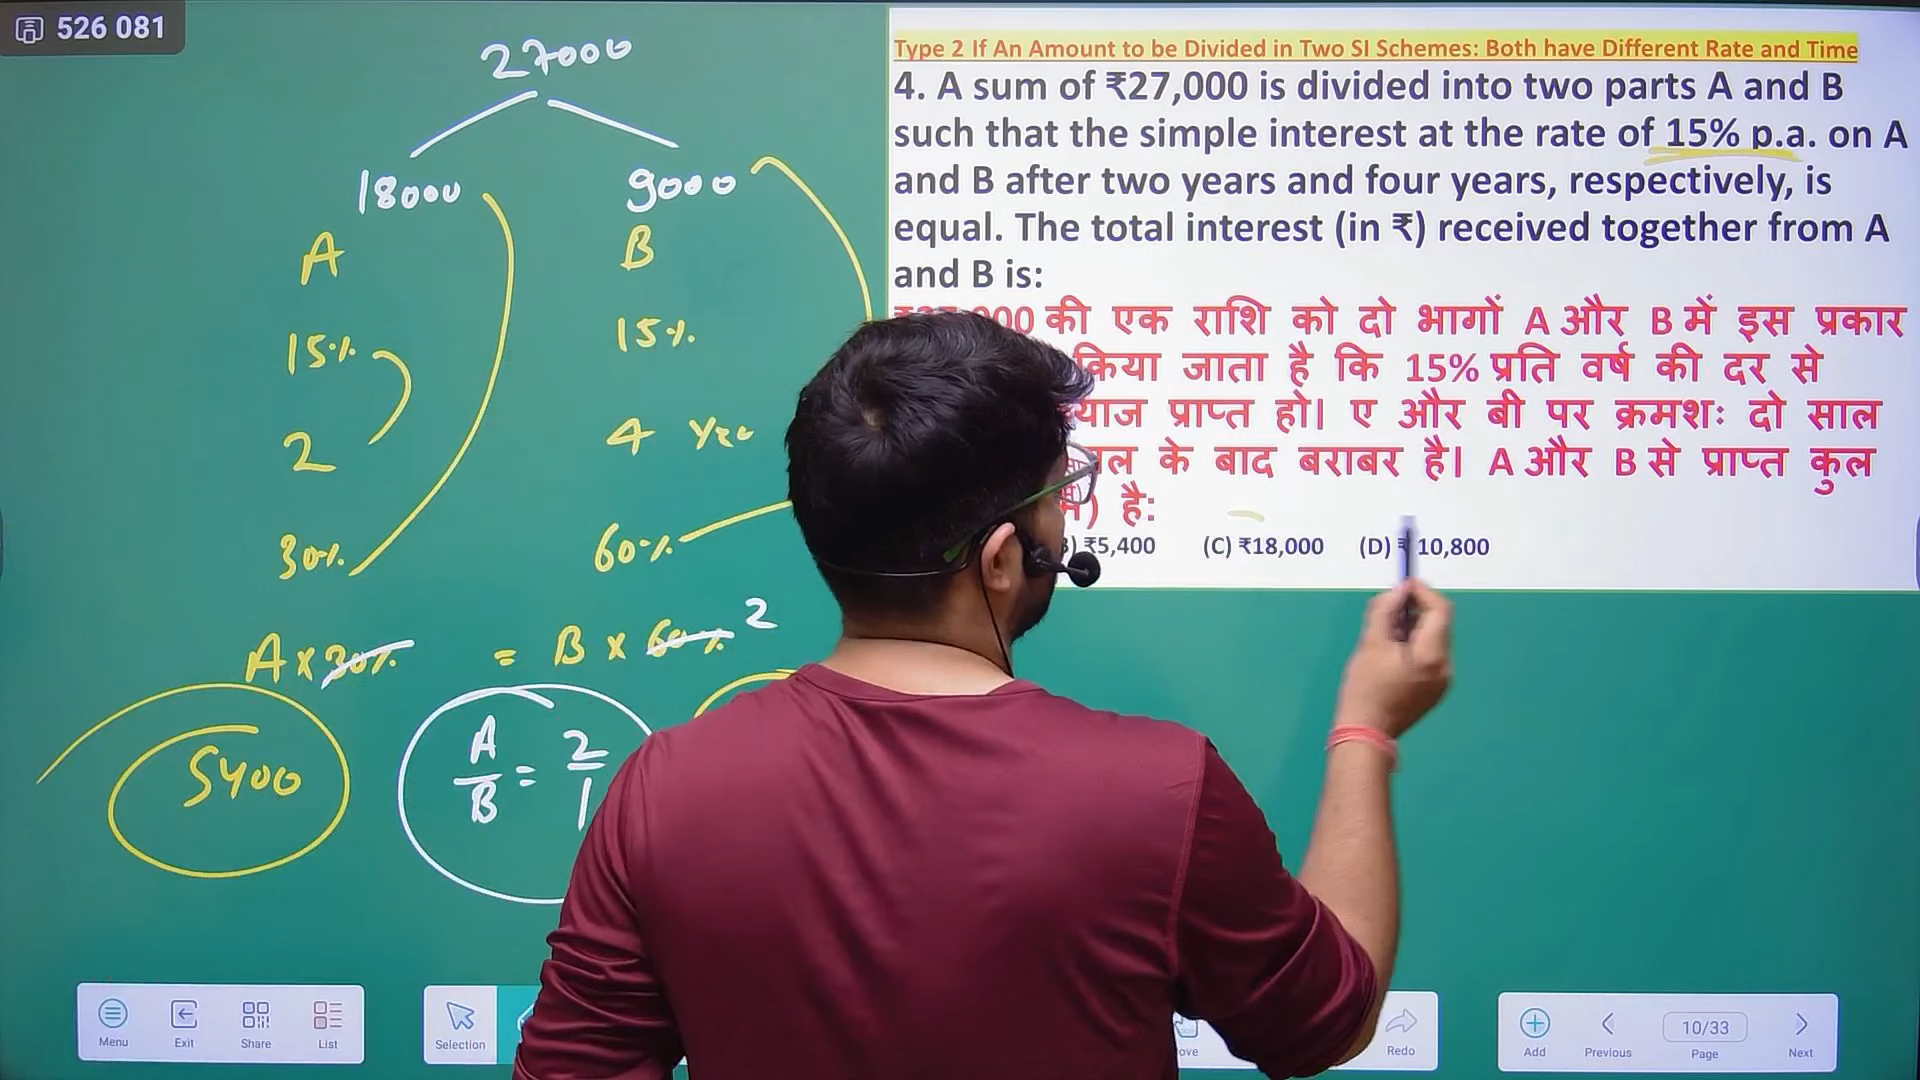 526 081
27000
18000 9000
A B
15% 15%
2 4
30% 60%
A × 30% = B × 60% 2
5400
A/B = 2/1
Type 2 If An Amount to be Divided in Two SI Schemes: Both have Different Rate and Time
4. A sum of ₹27,000 is divided into two parts A and B
such that the simple interest at the rate of 15% p.a. on A
and B after two years and four years, respectively, is
equal. The total interest (in ₹) received together from A
and B is:
की एक राशि को दो भागों A और B में इस प्रकार
किया जाता है कि 15% प्रति वर्ष की दर से
प्राप्त हो। ए और बी पर क्रमशः दो साल
के बाद बराबर है। A और B से प्राप्त कुल
है:
₹5,400 (C) ₹18,000 (D) ₹ 10,800
Menu Exit Share List Selection Redo Add Previous 10/33 Page Next